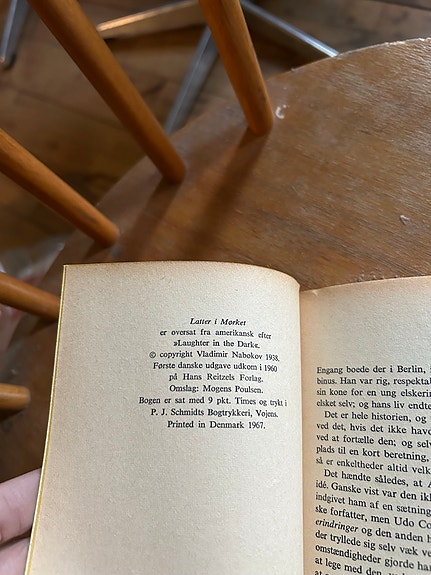 Latter i Mørket
er oversat fra amerikansk efter
»Laughter in the Dark«.
© copyright Vladimir Nabokov 1938.
Første danske udgave udkom i 1960
på Hans Reitzels Forlag.
Omslag: Mogens Poulsen.
Bogen er sat med 9 pkt. Times og trykt i
P. J. Schmidts Bogtrykkeri, Vojens.
Printed in Denmark 1967.
Engang boede der i Berlin,
binus. Han var rig, respektal
sin kone for en ung elskerin
elsket selv; og hans liv endte
Det er hele historien, og
ved det, hvis det ikke havde
ved at fortælle den; og selv
plads til en kort beretning,
så er enkeltheder altid velk
Det hændte således, at A
idé. Ganske vist var den ik
indgivet ham af en sætning
ske forfatter, men Udo Co
erindringer og den anden h
der tryllede sig selv væk ve
omstændigheder gjorde han
at lege med den,